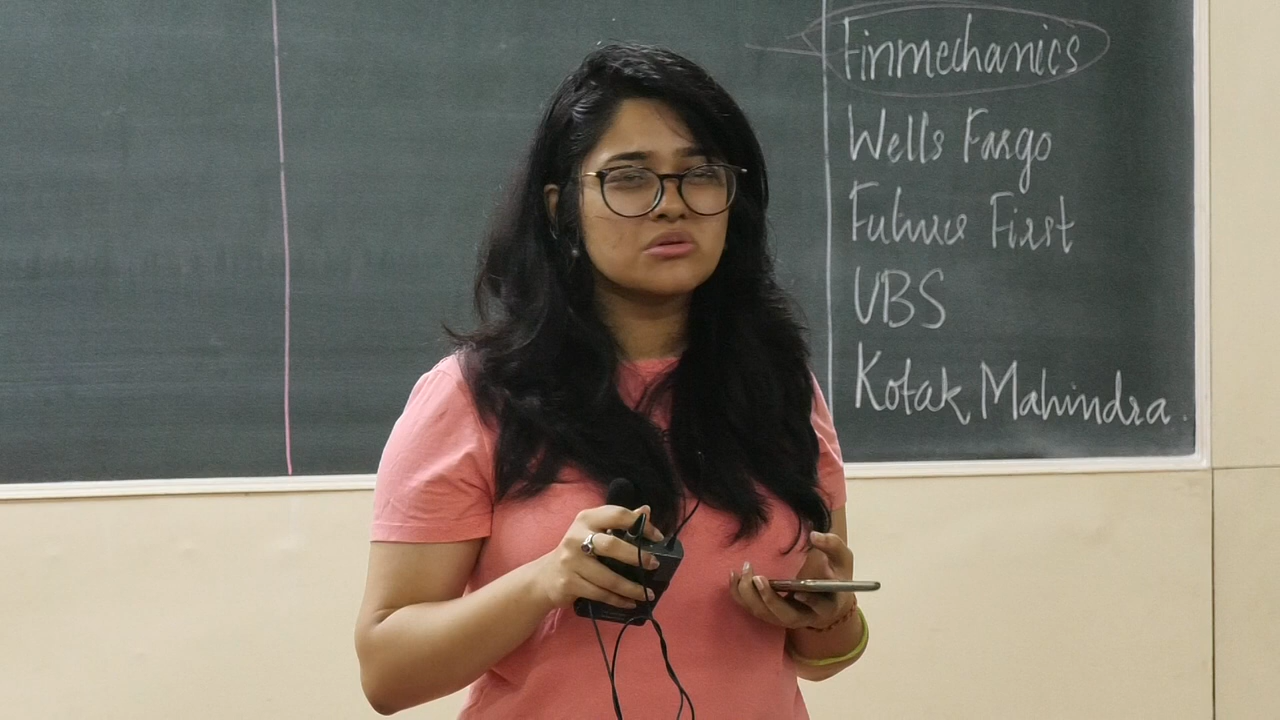 Finmechanics
Wells Fargo
Future First
UBS
Kotak Mahindra.